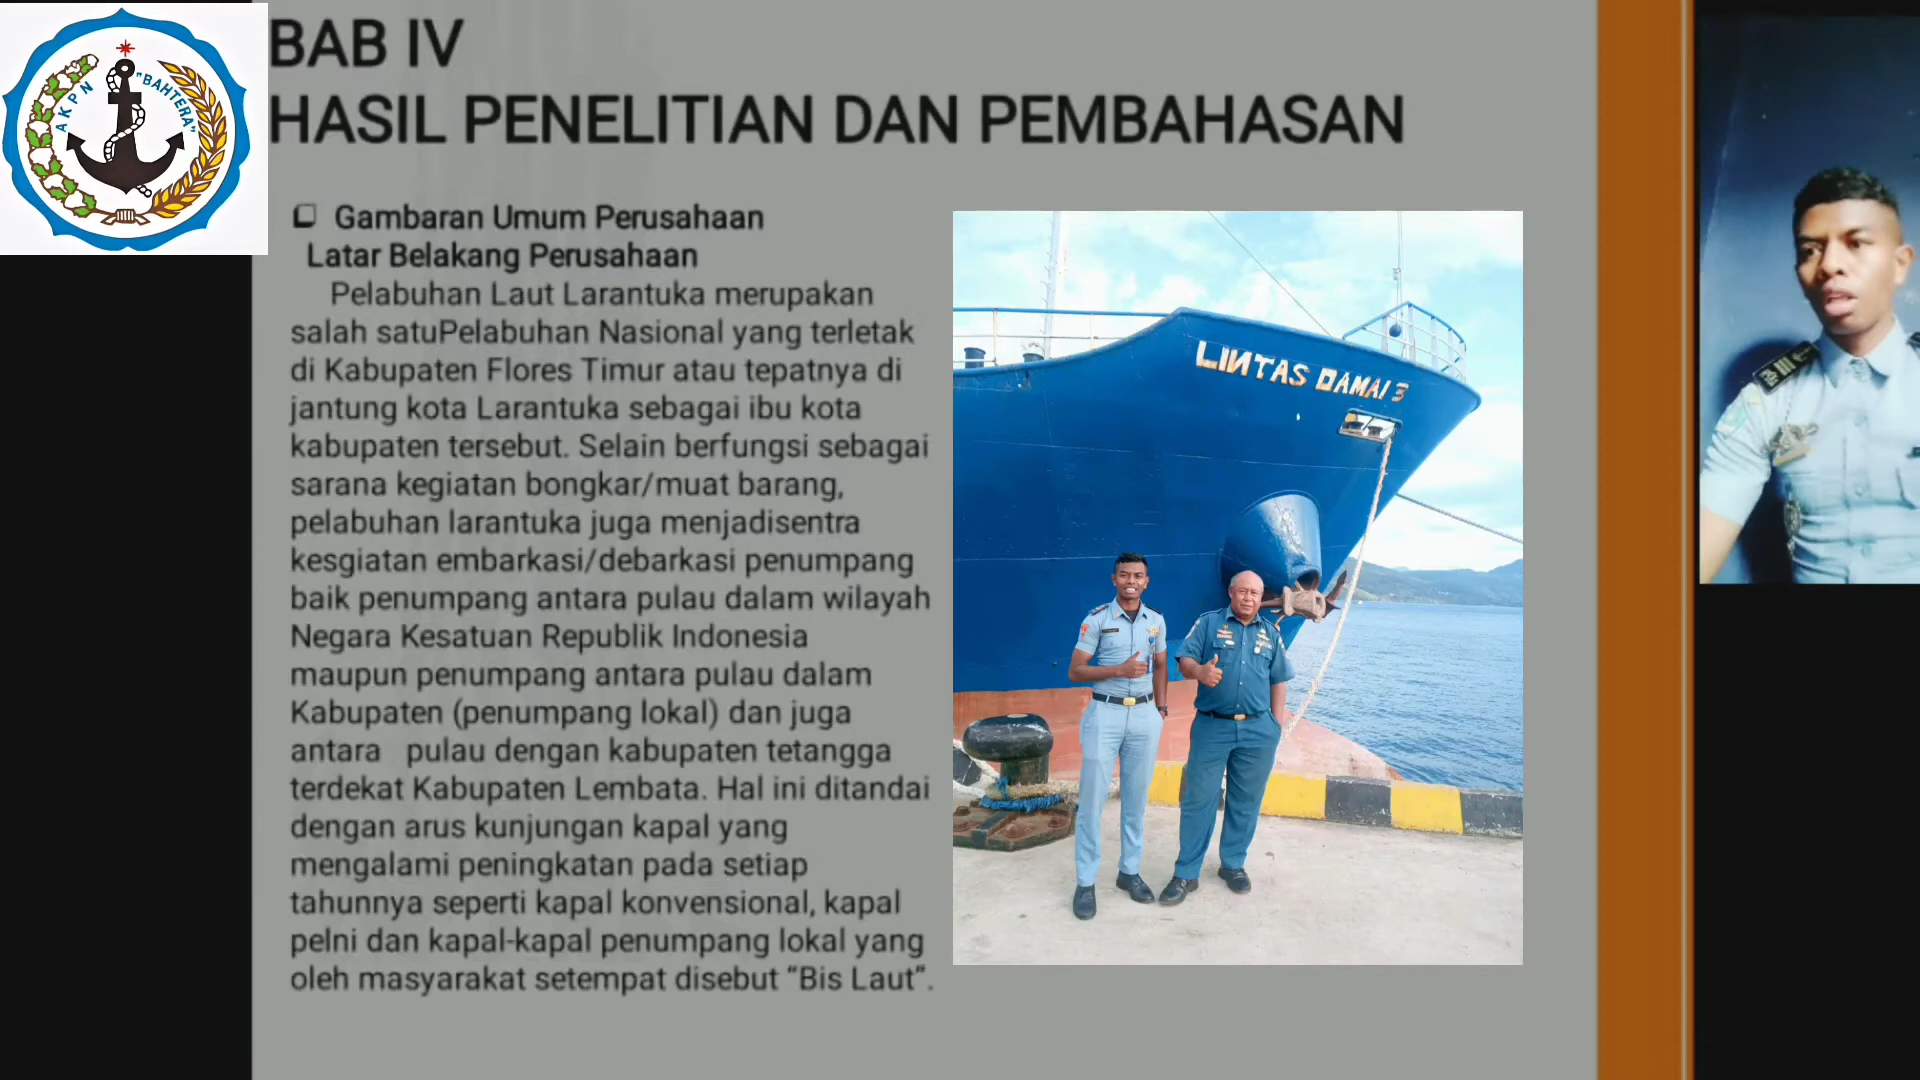 AKPN "BAHTERA"
BAB IV
HASIL PENELITIAN DAN PEMBAHASAN
Gambaran Umum Perusahaan
Latar Belakang Perusahaan
Pelabuhan Laut Larantuka merupakan
salah satuPelabuhan Nasional yang terletak
di Kabupaten Flores Timur atau tepatnya di
jantung kota Larantuka sebagai ibu kota
kabupaten tersebut. Selain berfungsi sebagai
sarana kegiatan bongkar/muat barang,
pelabuhan larantuka juga menjadisentra
kesgiatan embarkasi/debarkasi penumpang
baik penumpang antara pulau dalam wilayah
Negara Kesatuan Republik Indonesia
maupun penumpang antara pulau dalam
Kabupaten (penumpang lokal) dan juga
antara pulau dengan kabupaten tetangga
terdekat Kabupaten Lembata. Hal ini ditandai
dengan arus kunjungan kapal yang
mengalami peningkatan pada setiap
tahunnya seperti kapal konvensional, kapal
pelni dan kapal-kapal penumpang lokal yang
oleh masyarakat setempat disebut “Bis Laut”.
LINTAS DAMAI 3